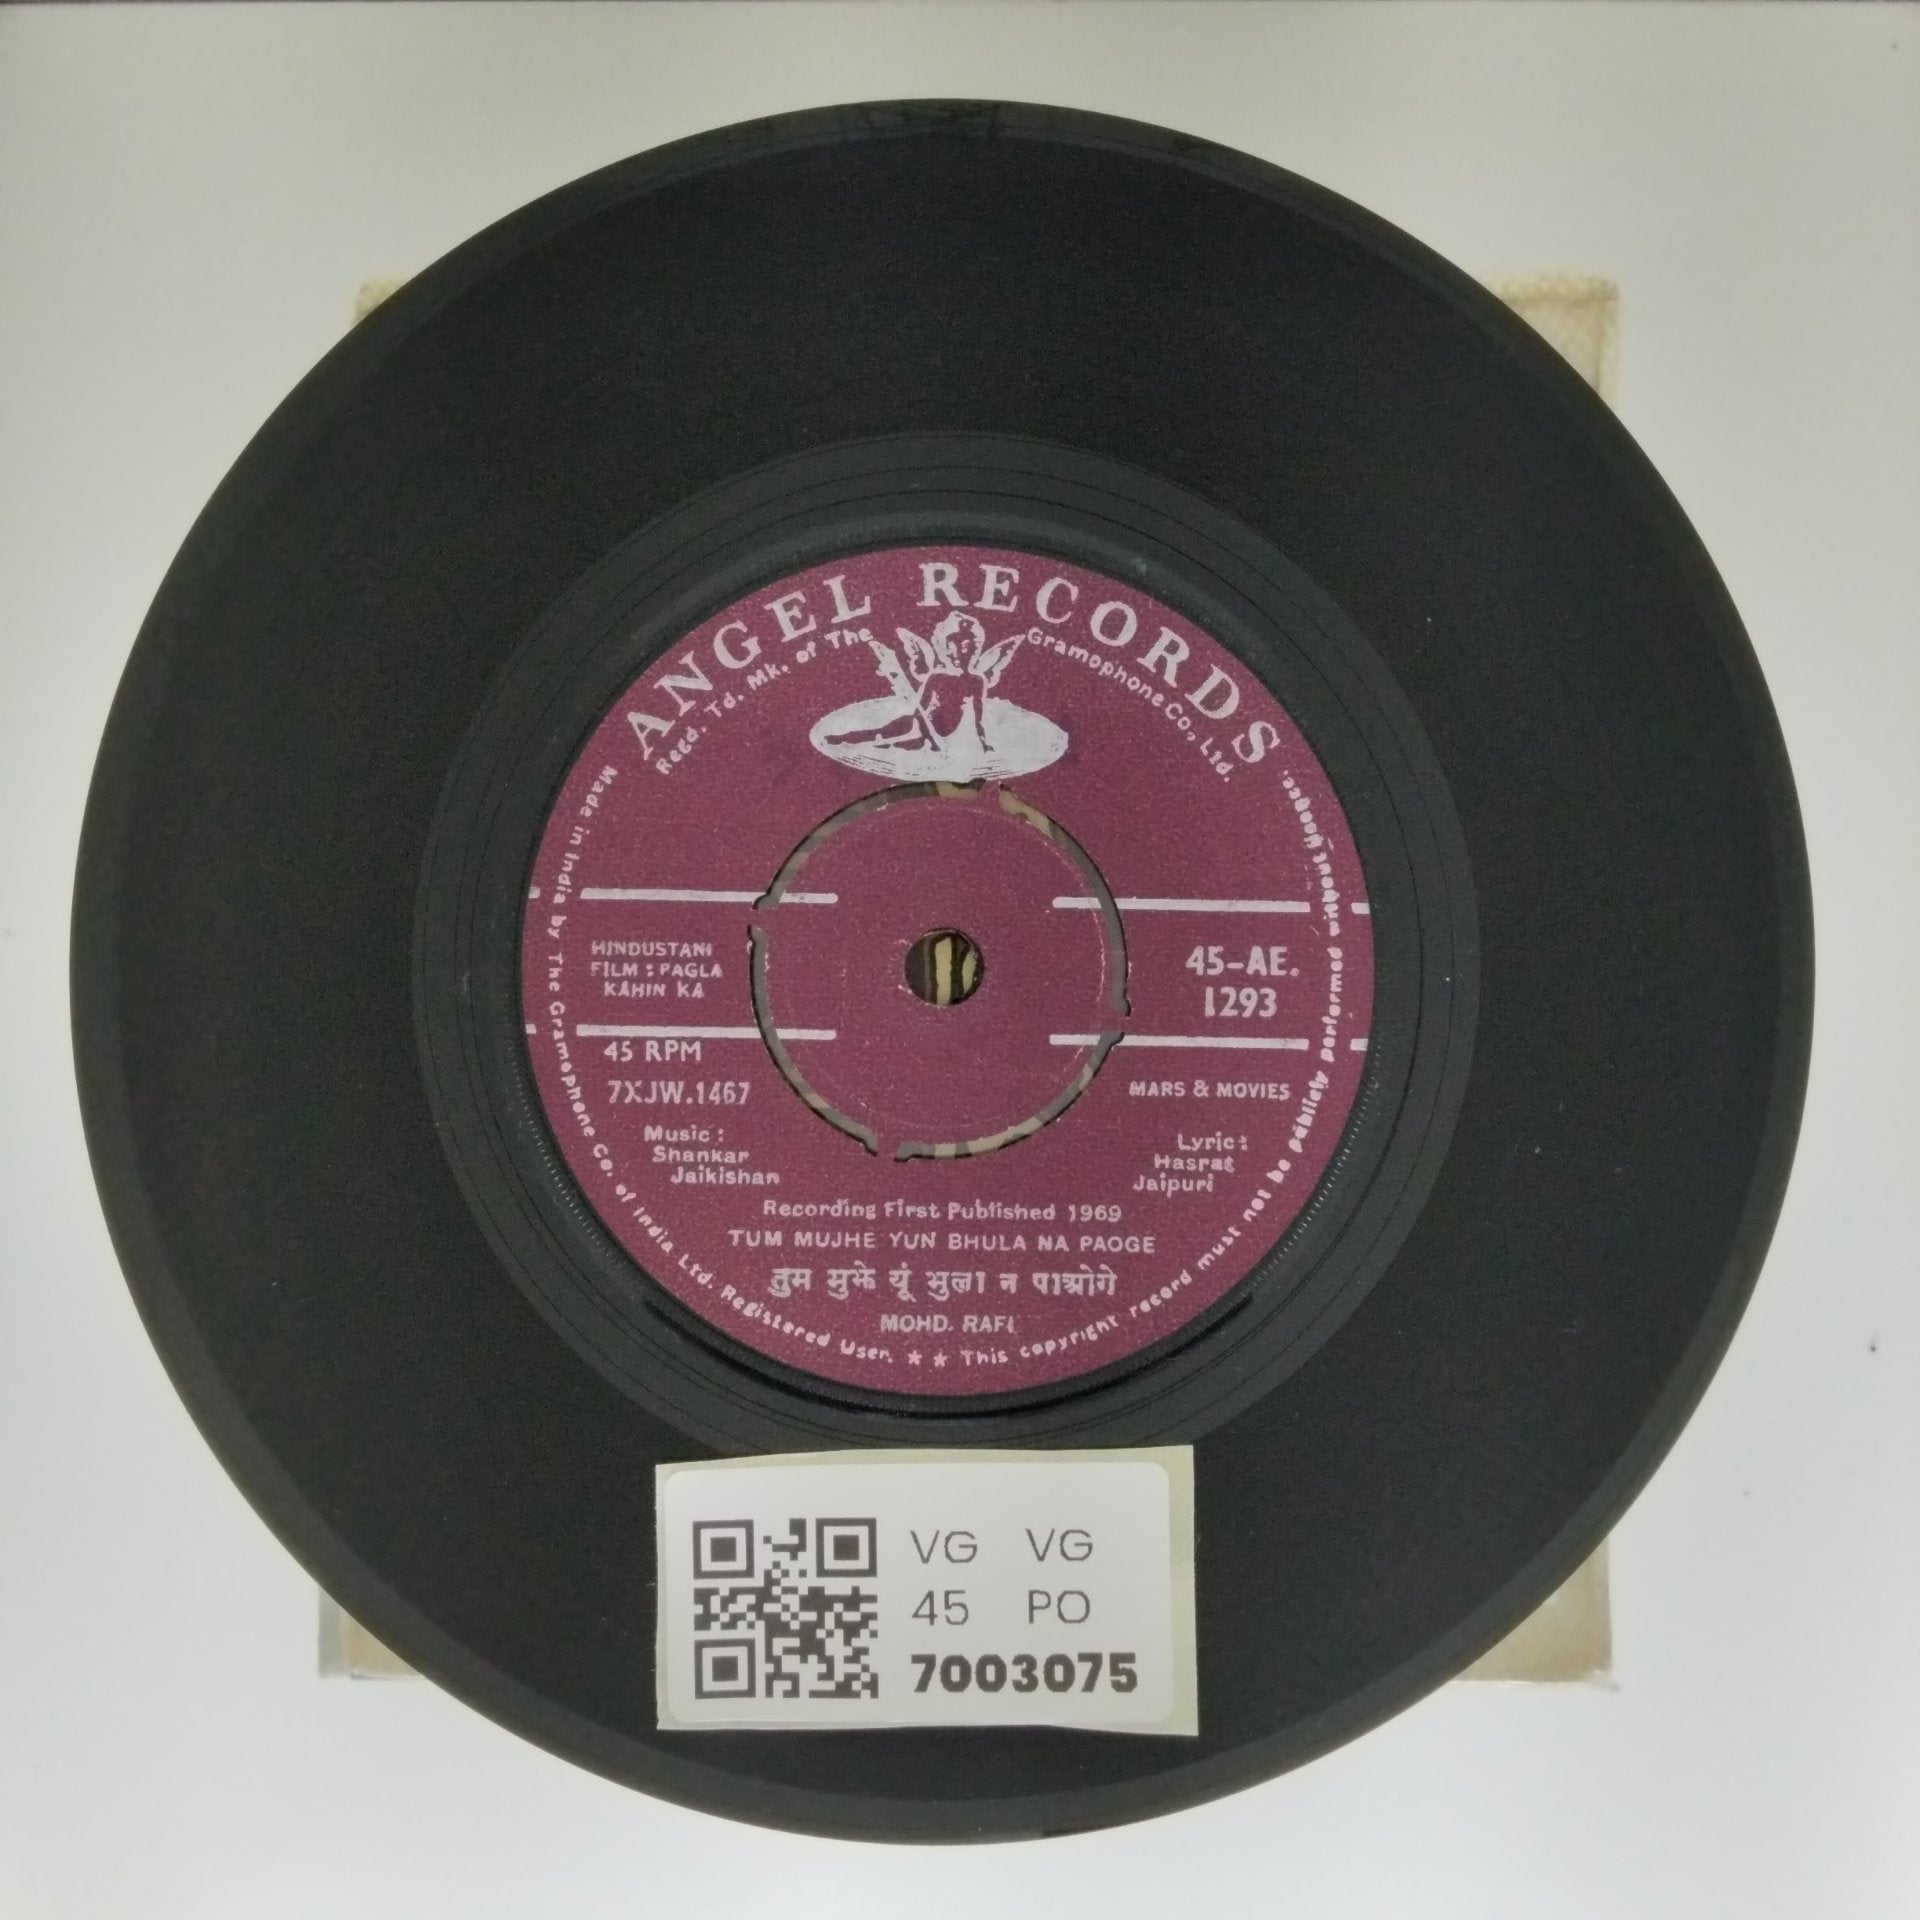 ANGEL RECORDS
Regd. Td. Mk. of The Gramophone Co., Ltd.
HINDUSTANI
FILM : PAGLA
KAHIN KA
45-AE.
1293
45 RPM
7XJW.1467
MARS & MOVIES
Music :
Shankar
Jaikishan
Lyric :
Hasrat
Jaipuri
Recording First Published 1969
TUM MUJHE YUN BHULA NA PAOGE
तुम मुझे यूं भुला न पाओगे
MOHD. RAFI
Made in India by The Gramophone Co. of India Ltd. Registered User. ★ ★ This copyright record must not be publicly performed without licence.
VG VG
45 PO
7003075